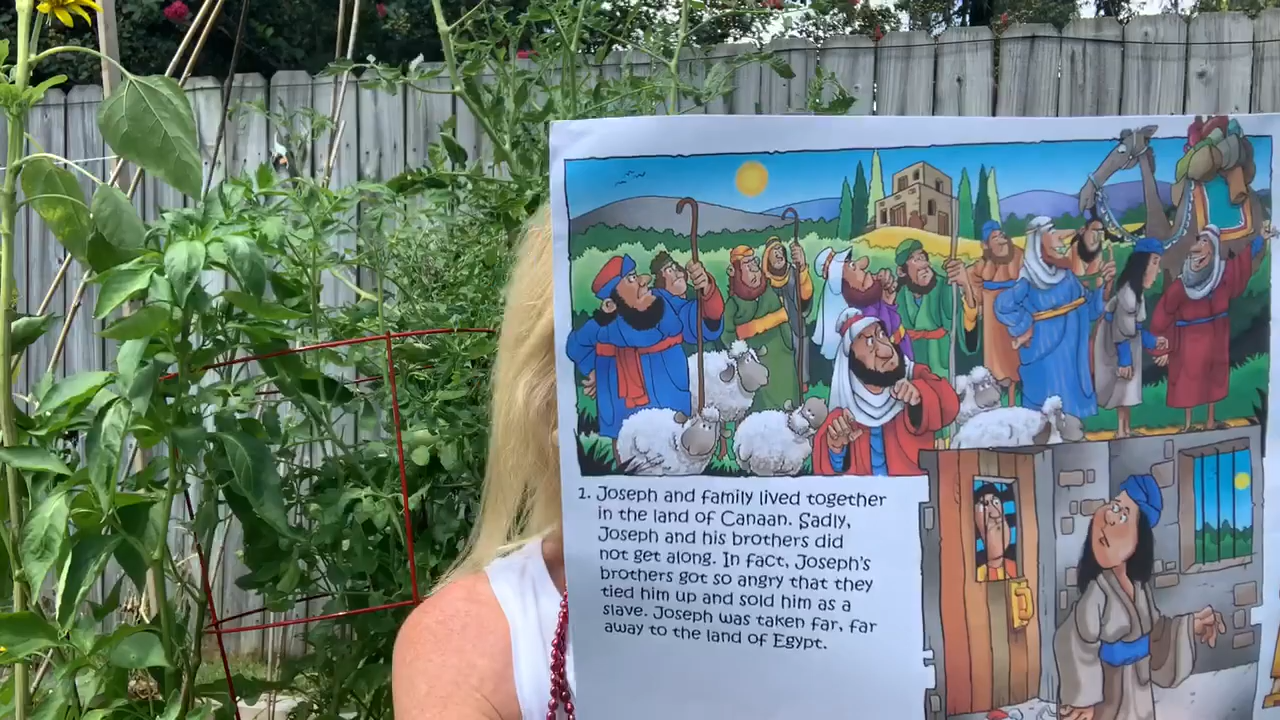 1. Joseph and family lived together
in the land of Canaan. Sadly,
Joseph and his brothers did
not get along. In fact, Joseph's
brothers got so angry that they
tied him up and sold him as a
slave. Joseph was taken far, far
away to the land of Egypt.